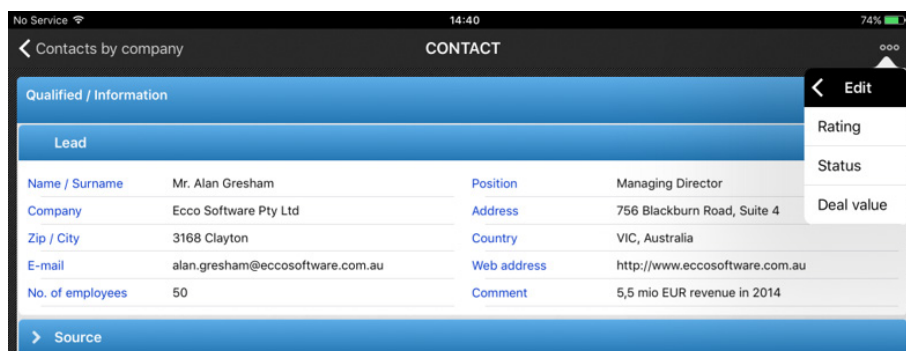 No Service 14:40 74%
Contacts by company CONTACT ooo
Qualified / Information
Edit
Rating
Status
Deal value
Lead
Name / Surname Mr. Alan Gresham Position Managing Director
Company Ecco Software Pty Ltd Address 756 Blackburn Road, Suite 4
Zip / City 3168 Clayton Country VIC, Australia
E-mail alan.gresham@eccosoftware.com.au Web address http://www.eccosoftware.com.au
No. of employees 50 Comment 5,5 mio EUR revenue in 2014
Source